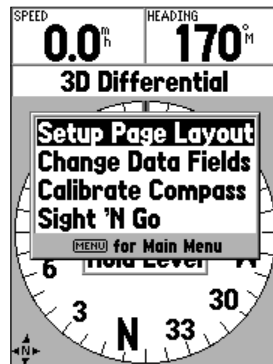 SPEED HEADING
0.0 m h 170° M
3D Differential
Setup Page Layout
Change Data Fields
Calibrate Compass
Sight 'N Go
MENU for Main Menu
Hold Level
6
3 30
N 33
N